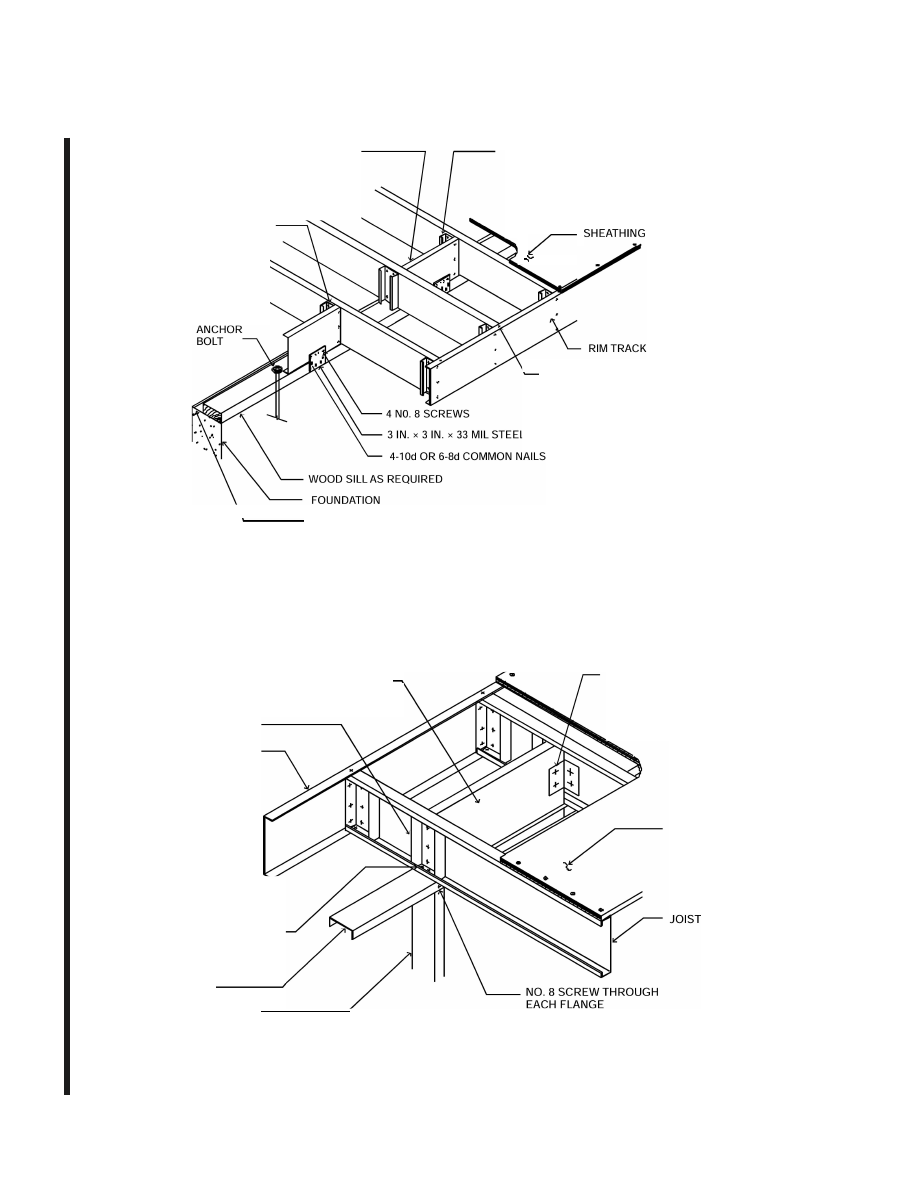 SHEATHING
ANCHOR
BOLT
RIM TRACK
4 N0. 8 SCREWS
3 IN. × 3 IN. × 33 MIL STEEl
4-10d OR 6-8d COMMON NAILS
WOOD SILL AS REQUIRED
FOUNDATION
JOIST
NO. 8 SCREW THROUGH
EACH FLANGE